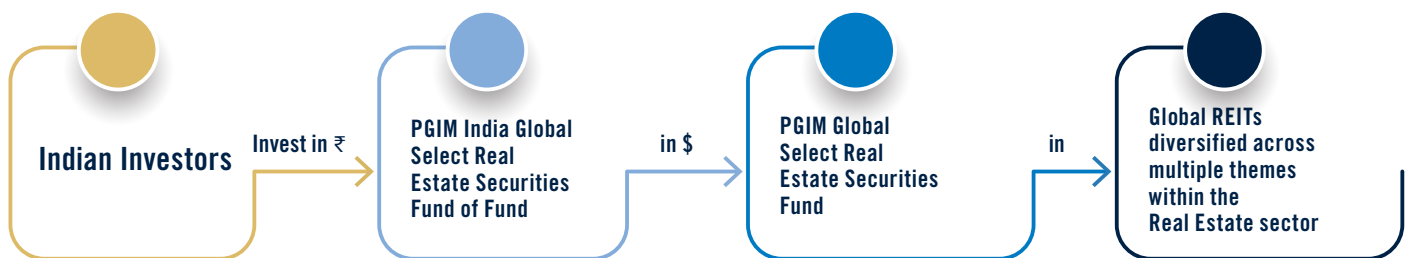 Indian Investors
Invest in ₹
PGIM India Global
Select Real
Estate Securities
Fund of Fund
in $
PGIM Global
Select Real
Estate Securities
Fund
in
Global REITs
diversified across
multiple themes
within the
Real Estate sector